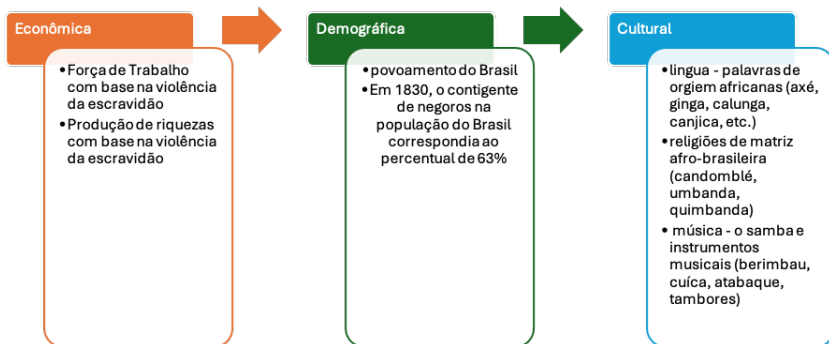 Econômica
•Força de Trabalho
com base na violência
da escravidão
•Produção de riquezas
com base na violência
da escravidão
Demográfica
•povoamento do Brasil
•Em 1830, o contigente
de negoros na
população do Brasil
correspondia ao
percentual de 63%
Cultural
•lingua - palavras de
orgiem africanas (axé,
ginga, calunga,
canjica, etc.)
•religiões de matriz
afro-brasileira
(candomblé,
umbanda,
quimbanda)
• música - o samba e
instrumentos
musicais (berimbau,
cuíca, atabaque,
tambores)